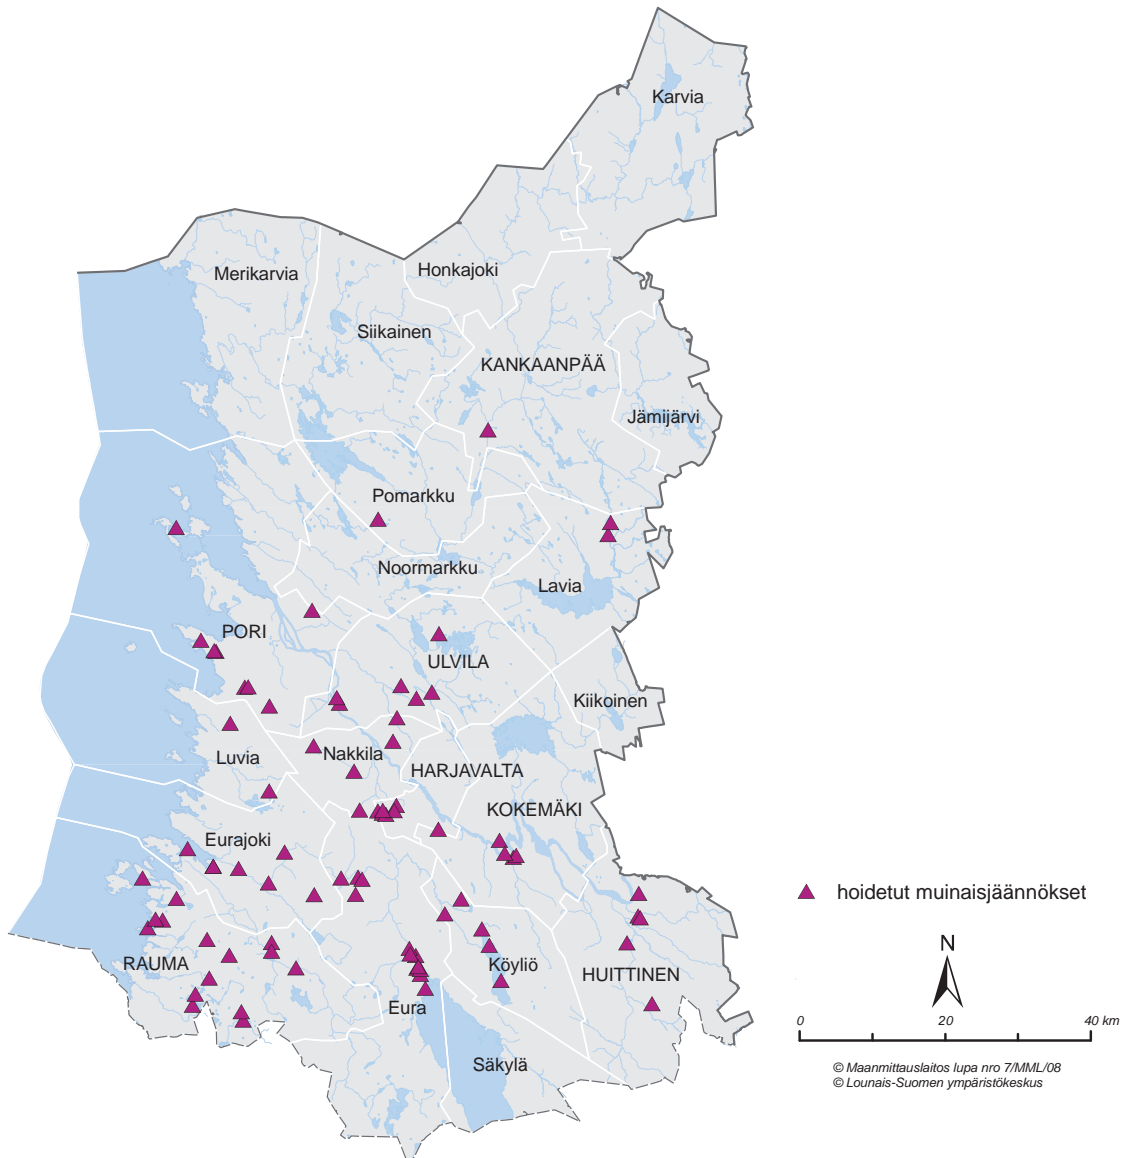 Karvia
Merikarvia
Honkajoki
Siikainen
KANKAANPÄÄ
Jämijärvi
Pomarkku
Noormarkku
Lavia
PORI
ULVILA
Kiikoinen
Luvia
Nakkila
HARJAVALTA
KOKEMÄKI
Eurajoki
hoidetut muinaisjäännökset
N
RAUMA
Köyliö
HUITTINEN
Eura
0 20 40 km
Säkylä
© Maanmittauslaitos lupa nro 7/MML/08
© Lounais-Suomen ympäristökeskus